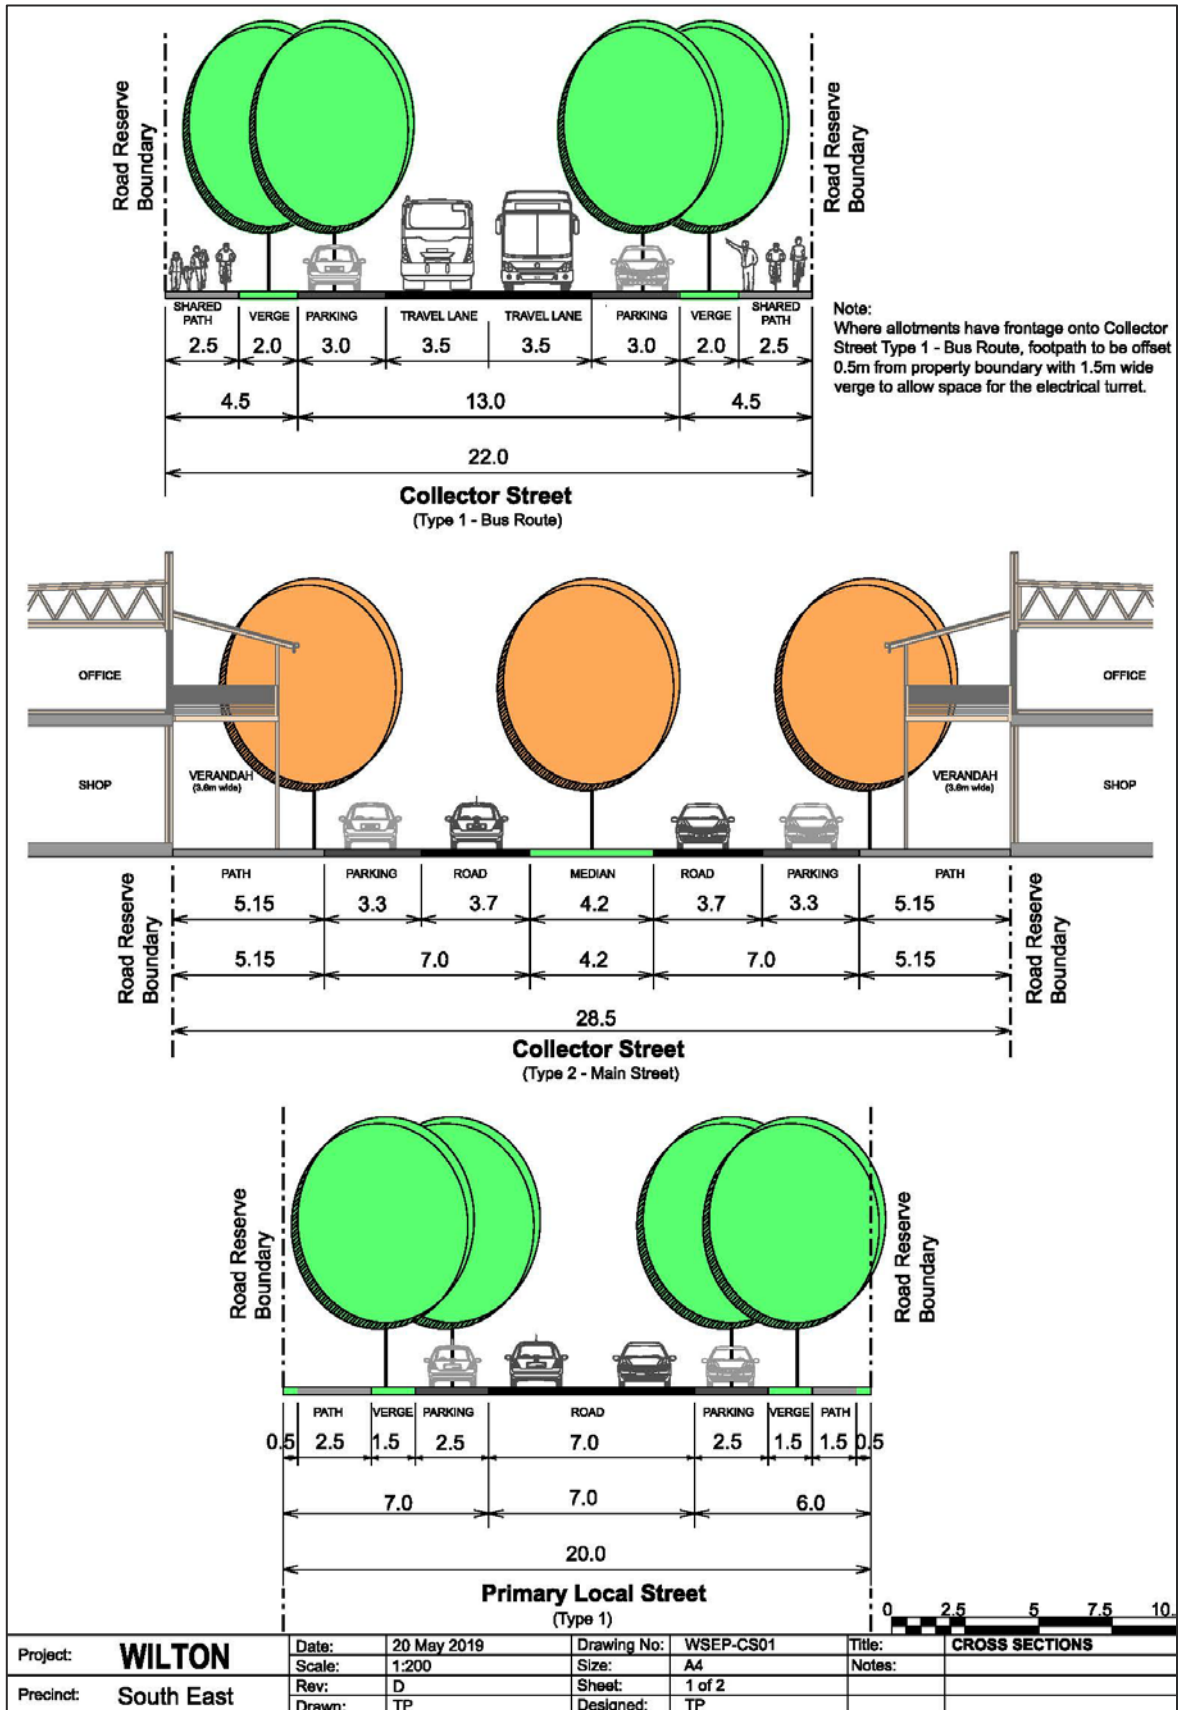 Road Reserve
Boundary
Road Reserve
Boundary
SHARED
PATH
VERGE
PARKING
TRAVEL LANE
TRAVEL LANE
PARKING
VERGE
SHARED
PATH
2.5
2.0
3.0
3.5
3.5
3.0
2.0
2.5
4.5
13.0
4.5
22.0
Collector Street
(Type 1 - Bus Route)
Note:
Where allotments have frontage onto Collector
Street Type 1 - Bus Route, footpath to be offset
0.5m from property boundary with 1.5m wide
verge to allow space for the electrical turret.
OFFICE
SHOP
VERANDAH
(3.6m wide)
VERANDAH
(3.6m wide)
OFFICE
SHOP
Road Reserve
Boundary
Road Reserve
Boundary
PATH
PARKING
ROAD
MEDIAN
ROAD
PARKING
PATH
5.15
3.3
3.7
4.2
3.7
3.3
5.15
5.15
7.0
4.2
7.0
5.15
28.5
Collector Street
(Type 2 - Main Street)
Road Reserve
Boundary
Road Reserve
Boundary
PATH
VERGE
PARKING
ROAD
PARKING
VERGE
PATH
0.5
2.5
1.5
2.5
7.0
2.5
1.5
1.5
0.5
7.0
7.0
6.0
20.0
Primary Local Street
(Type 1)
0 2.5 5 7.5 10
Project: WILTON
Precinct: South East
Date: 20 May 2019
Scale: 1:200
Rev: D
Drawn: TP
Drawing No: WSEP-CS01
Size: A4
Sheet: 1 of 2
Designed: TP
Title: CROSS SECTIONS
Notes: